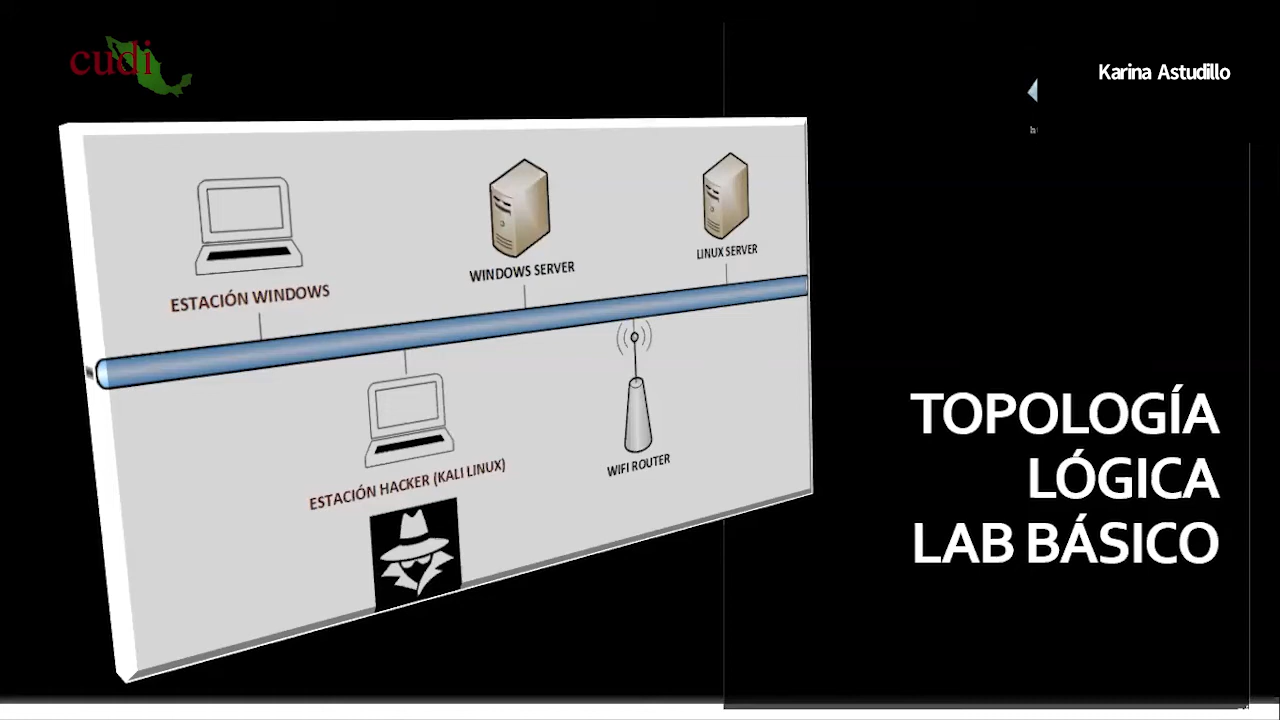 cudi
Karina Astudillo
WINDOWS SERVER
LINUX SERVER
ESTACIÓN WINDOWS
ESTACIÓN HACKER (KALI LINUX)
WIFI ROUTER
TOPOLOGÍA
LÓGICA
LAB BÁSICO